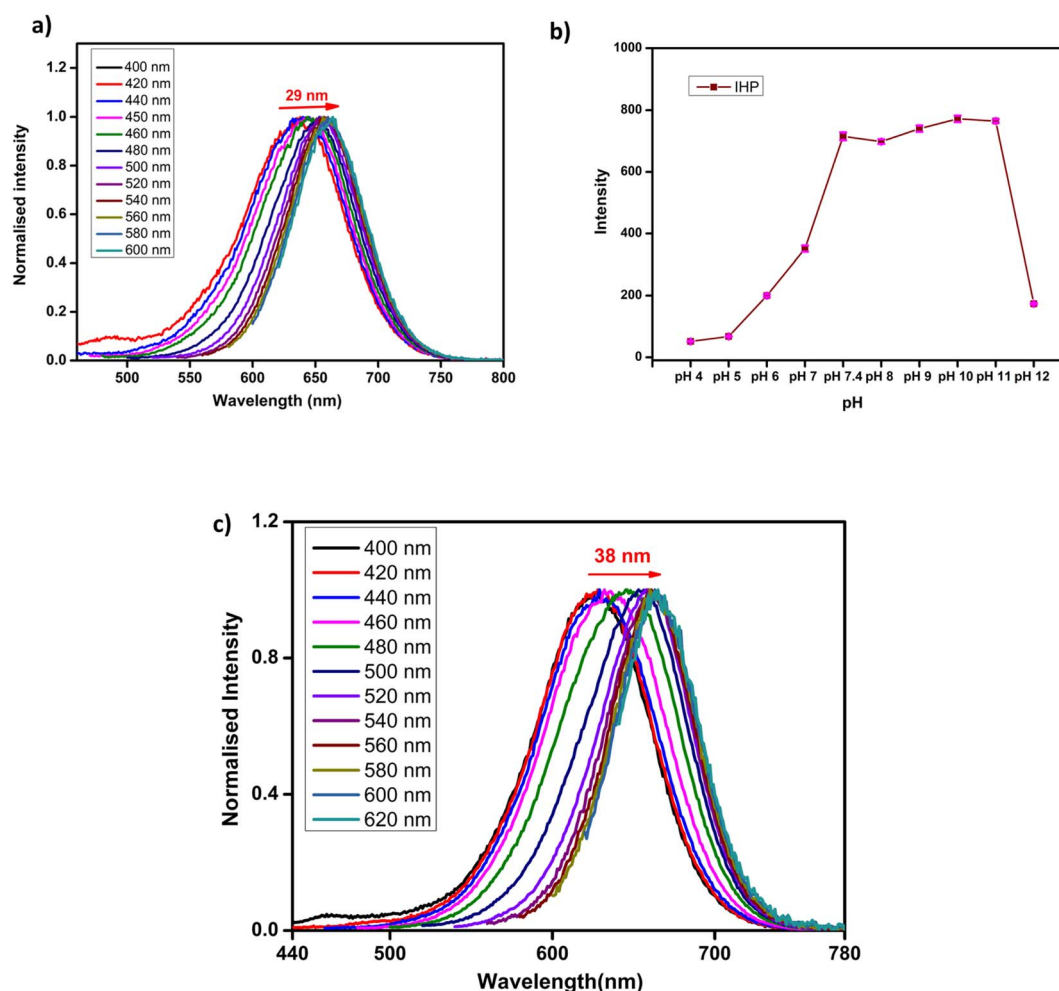 a)
1.2
1.0
0.8
0.6
0.4
0.2
0.0
Normalised intensity
400 nm
420 nm
440 nm
450 nm
460 nm
480 nm
500 nm
520 nm
540 nm
560 nm
580 nm
600 nm
29 nm
500 550 600 650 700 750 800
Wavelength (nm)
b)
1000
800
600
400
200
0
Intensity
IHP
pH 4 pH 5 pH 6 pH 7 pH 7.4 pH 8 pH 9 pH 10 pH 11 pH 12
pH
c)
1.2
0.8
0.4
0.0
Normalised Intensity
400 nm
420 nm
440 nm
460 nm
480 nm
500 nm
520 nm
540 nm
560 nm
580 nm
600 nm
620 nm
38 nm
440 500 600 700 780
Wavelength(nm)